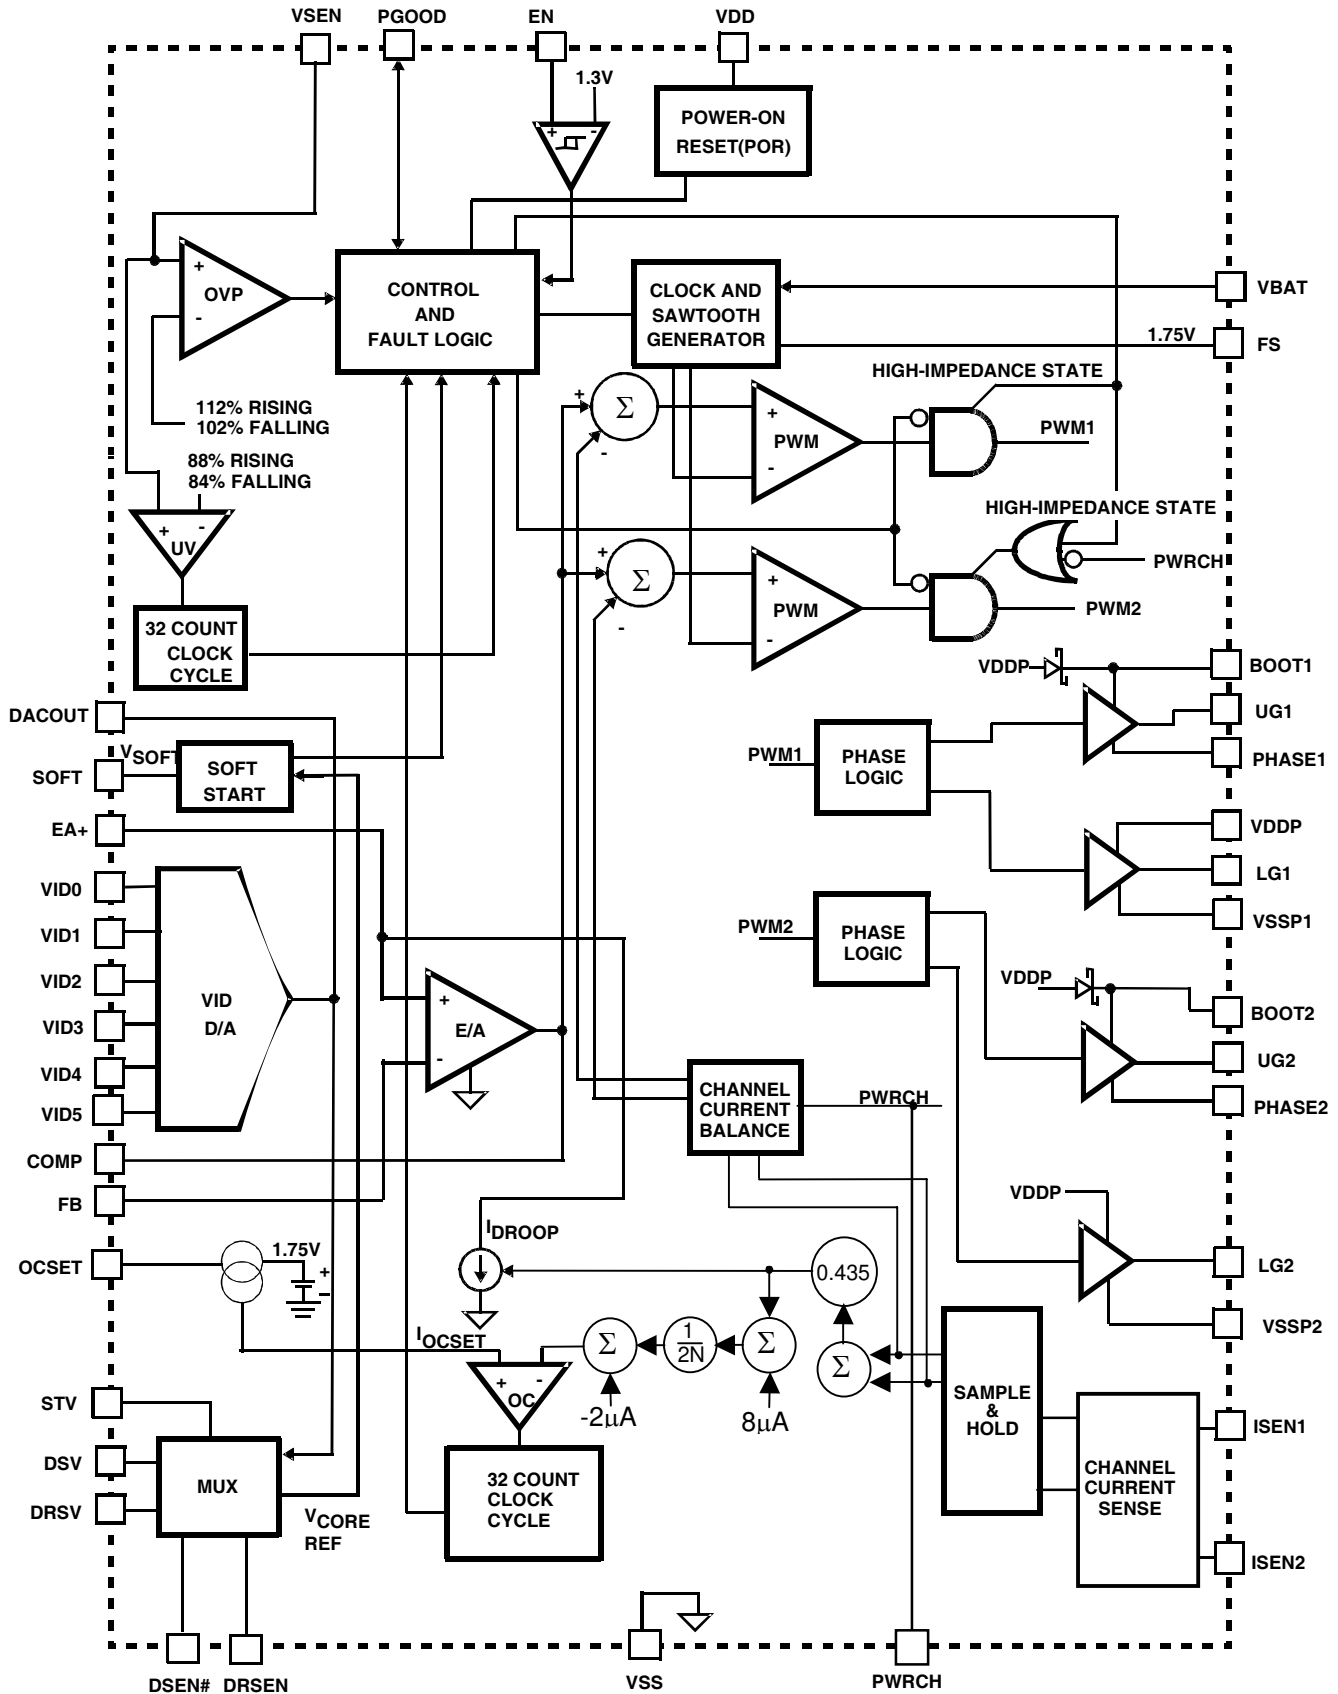 VSEN PGOOD EN VDD
1.3V
+ -
POWER-ON
RESET(POR)
+
OVP
-
CONTROL
AND
FAULT LOGIC
CLOCK AND
SAWTOOTH
GENERATOR
VBAT
1.75V
FS
112% RISING
102% FALLING
88% RISING
84% FALLING
+ -
UV
32 COUNT
CLOCK
CYCLE
+
Σ
-
+
PWM
-
HIGH-IMPEDANCE STATE
PWM1
HIGH-IMPEDANCE STATE
PWRCH
+
Σ
-
+
PWM
-
PWM2
VDDP
BOOT1
UG1
PHASE1
PWM1
PHASE
LOGIC
VDDP
LG1
VSSP1
PWM2
PHASE
LOGIC
VDDP
BOOT2
UG2
PHASE2
DACOUT
VSOFT
SOFT
SOFT
START
EA+
VID0
VID1
VID2
VID3
VID4
VID5
VID
D/A
+
E/A
-
COMP
FB
CHANNEL
CURRENT
BALANCE
PWRCH
VDDP
LG2
VSSP2
OCSET
1.75V
+
-
IDROOP
0.435
IOCSET
Σ
1
2N
Σ
Σ
+ -
OC
-2μA
8μA
32 COUNT
CLOCK
CYCLE
SAMPLE
&
HOLD
CHANNEL
CURRENT
SENSE
ISEN1
ISEN2
STV
DSV
DRSV
MUX
VCORE
REF
DSEN# DRSEN
VSS
PWRCH